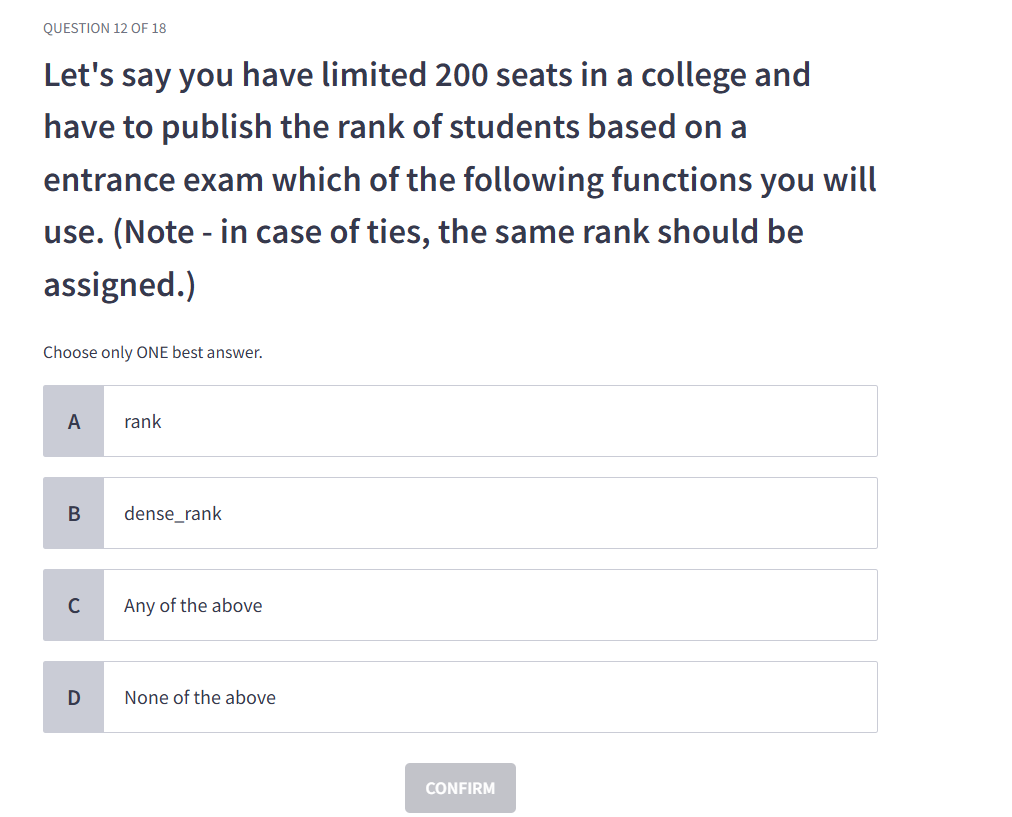 QUESTION 12 OF 18
Let's say you have limited 200 seats in a college and
have to publish the rank of students based on a
entrance exam which of the following functions you will
use. (Note - in case of ties, the same rank should be
assigned.)
Choose only ONE best answer.
A rank
B dense_rank
C Any of the above
D None of the above
CONFIRM